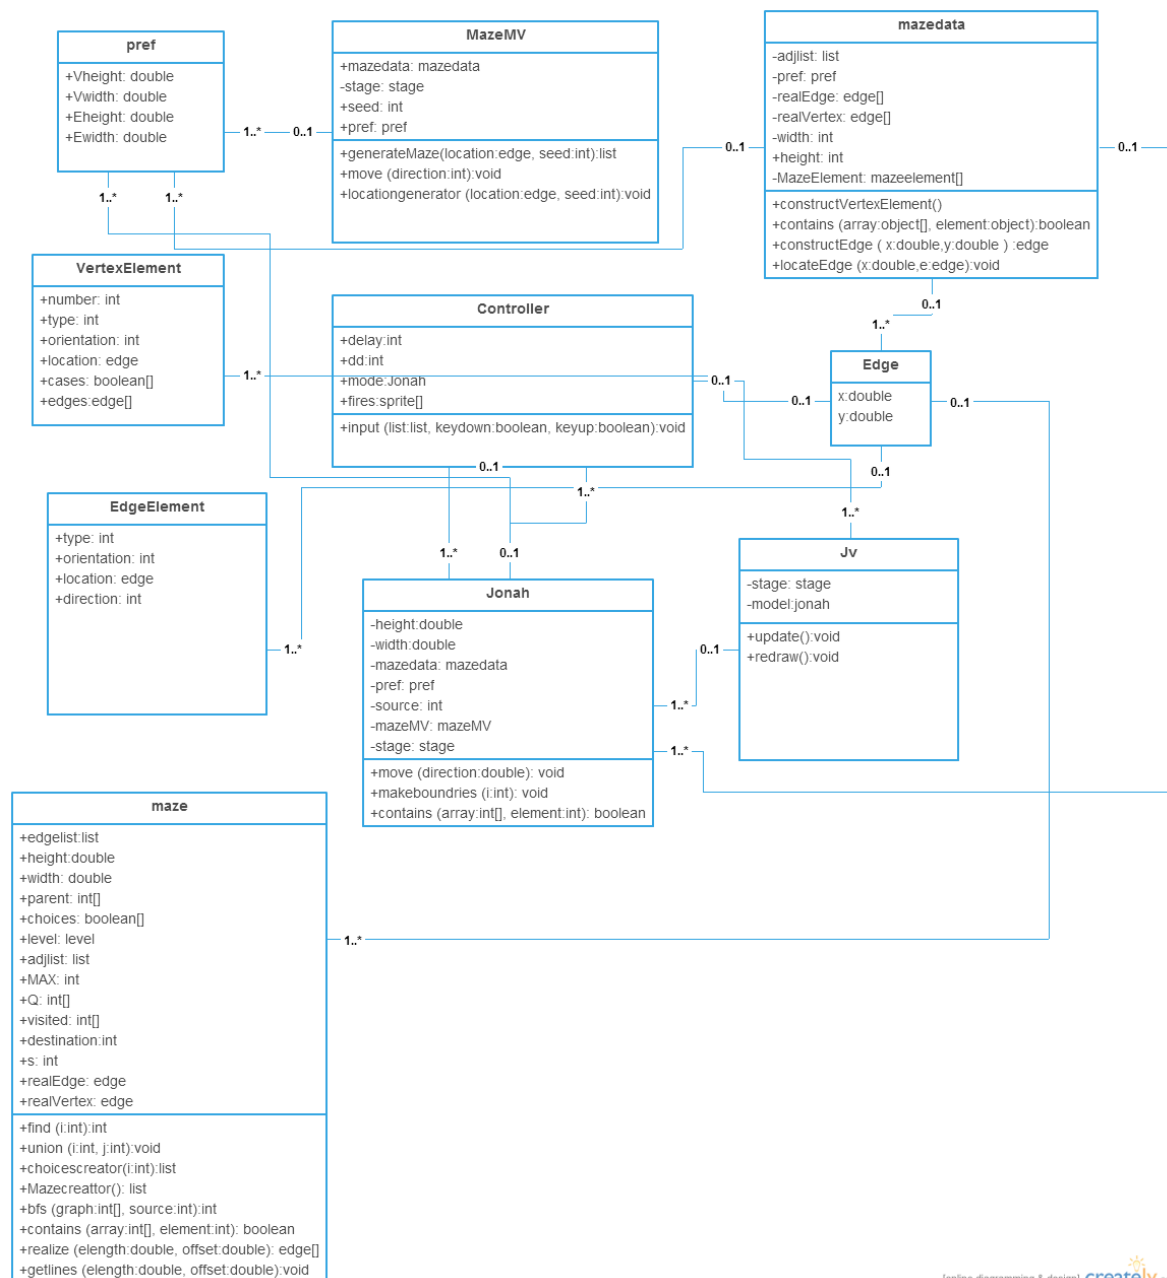 pref
+Vheight: double
+Vwidth: double
+Eheight: double
+Ewidth: double
1..*
0..1
1..*
1..*
MazeMV
+mazedata: mazedata
-stage: stage
+seed: int
+pref: pref
+generateMaze(location:edge, seed:int):list
+move (direction:int):void
+locationgenerator (location:edge, seed:int):void
mazedata
-adjlist: list
-pref: pref
-realEdge: edge[]
-realVertex: edge[]
-width: int
+height: int
-MazeElement: mazeelement[]
+constructVertexElement()
+contains (array:object[], element:object):boolean
+constructEdge ( x:double,y:double ) :edge
+locateEdge (x:double,e:edge):void
0..1
0..1
0..1
1..*
VertexElement
+number: int
+type: int
+orientation: int
+location: edge
+cases: boolean[]
+edges:edge[]
1..*
Controller
+delay:int
+dd:int
+mode:Jonah
+fires:sprite[]
+input (list:list, keydown:boolean, keyup:boolean):void
0..1
0..1
Edge
x:double
y:double
0..1
0..1
0..1
1..*
1..*
EdgeElement
+type: int
+orientation: int
+location: edge
+direction: int
1..*
1..*
0..1
Jonah
-height:double
-width:double
-mazedata: mazedata
-pref: pref
-source: int
-mazeMV: mazeMV
-stage: stage
+move (direction:double): void
+makeboundries (i:int): void
+contains (array:int[], element:int): boolean
0..1
1..*
1..*
Jv
-stage: stage
-model:jonah
+update():void
+redraw():void
maze
+edgelist:list
+height:double
+width: double
+parent: int[]
+choices: boolean[]
+level: level
+adjlist: list
+MAX: int
+Q: int[]
+visited: int[]
+destination:int
+s: int
+realEdge: edge
+realVertex: edge
+find (i:int):int
+union (i:int, j:int):void
+choicescreator(i:int):list
+Mazecreattor(): list
+bfs (graph:int[], source:int):int
+contains (array:int[], element:int): boolean
+realize (elength:double, offset:double): edge[]
+getlines (elength:double, offset:double):void
1..*
[online diagramming & design] creately